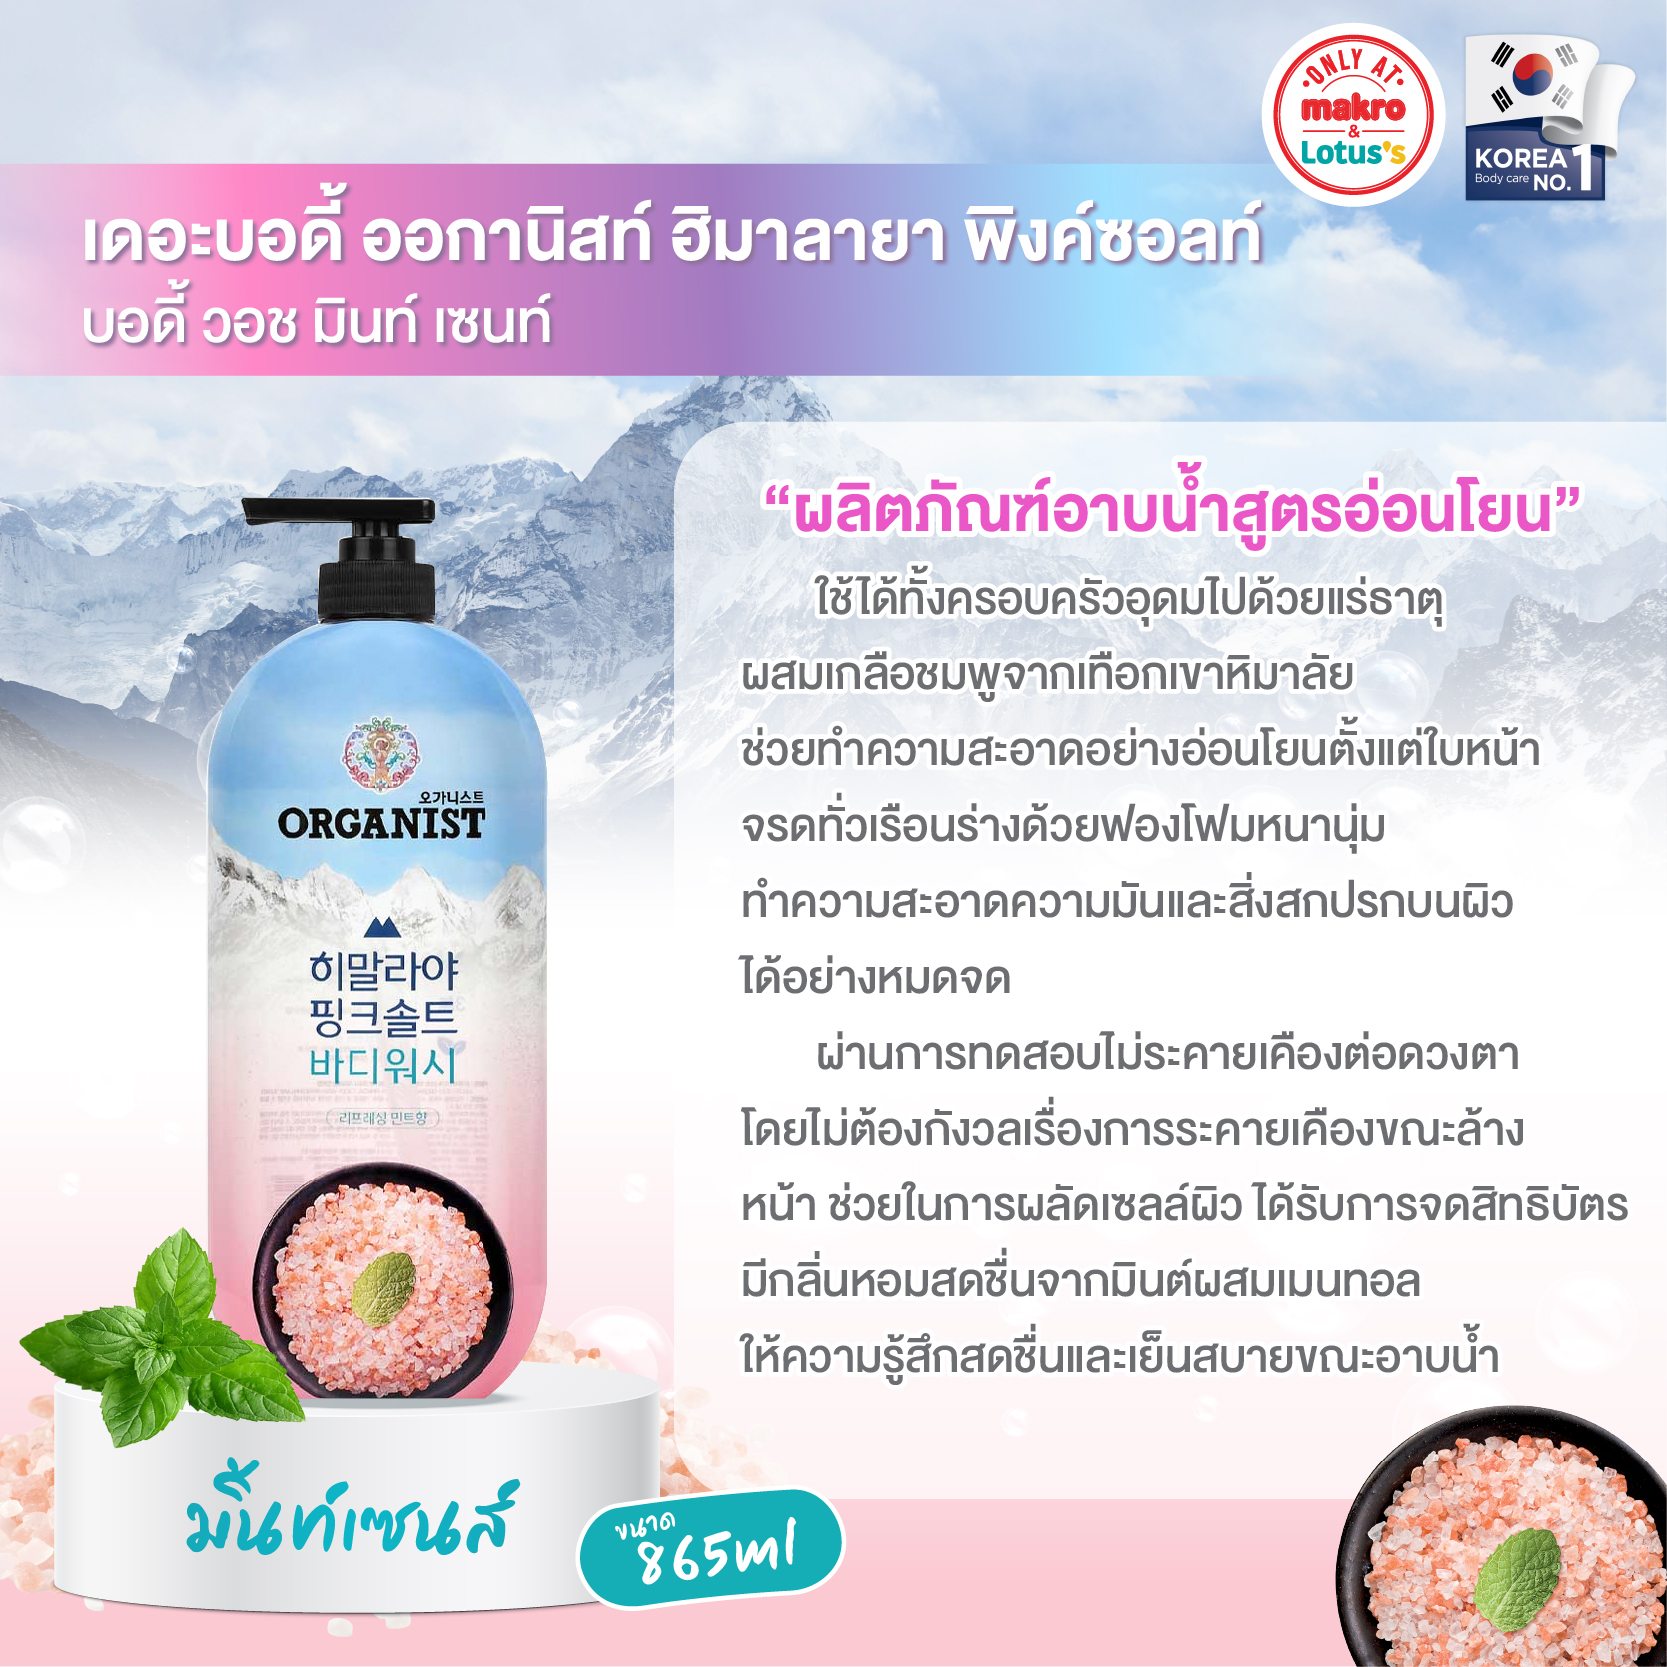 ONLY AT
makro
&
Lotus's
KOREA
Body care NO. 1
เดอะบอดี้ ออกานิสท์ ฮิมาลายา พิงค์ซอลท์
บอดี้ วอช มินท์ เซนท์
“ผลิตภัณฑ์อาบน้ำสูตรอ่อนโยน”
ใช้ได้ทั้งครอบครัวอุดมไปด้วยแร่ธาตุ
ผสมเกลือชมพูจากเทือกเขาหิมาลัย
ช่วยทำความสะอาดอย่างอ่อนโยนตั้งแต่ใบหน้า
จรดทั่วเรือนร่างด้วยฟองโฟมหนานุ่ม
ทำความสะอาดความมันและสิ่งสกปรกบนผิว
ได้อย่างหมดจด
ผ่านการทดสอบไม่ระคายเคืองต่อดวงตา
โดยไม่ต้องกังวลเรื่องการระคายเคืองขณะล้าง
หน้า ช่วยในการผลัดเซลล์ผิว ได้รับการจดสิทธิบัตร
มีกลิ่นหอมสดชื่นจากมินต์ผสมเมนทอล
ให้ความรู้สึกสดชื่นและเย็นสบายขณะอาบน้ำ
오가니스트
ORGANIST
히말라야
핑크솔트
바디워시
리프레싱 민트향
มิ้นท์เซนส์
ขนาด
865ml